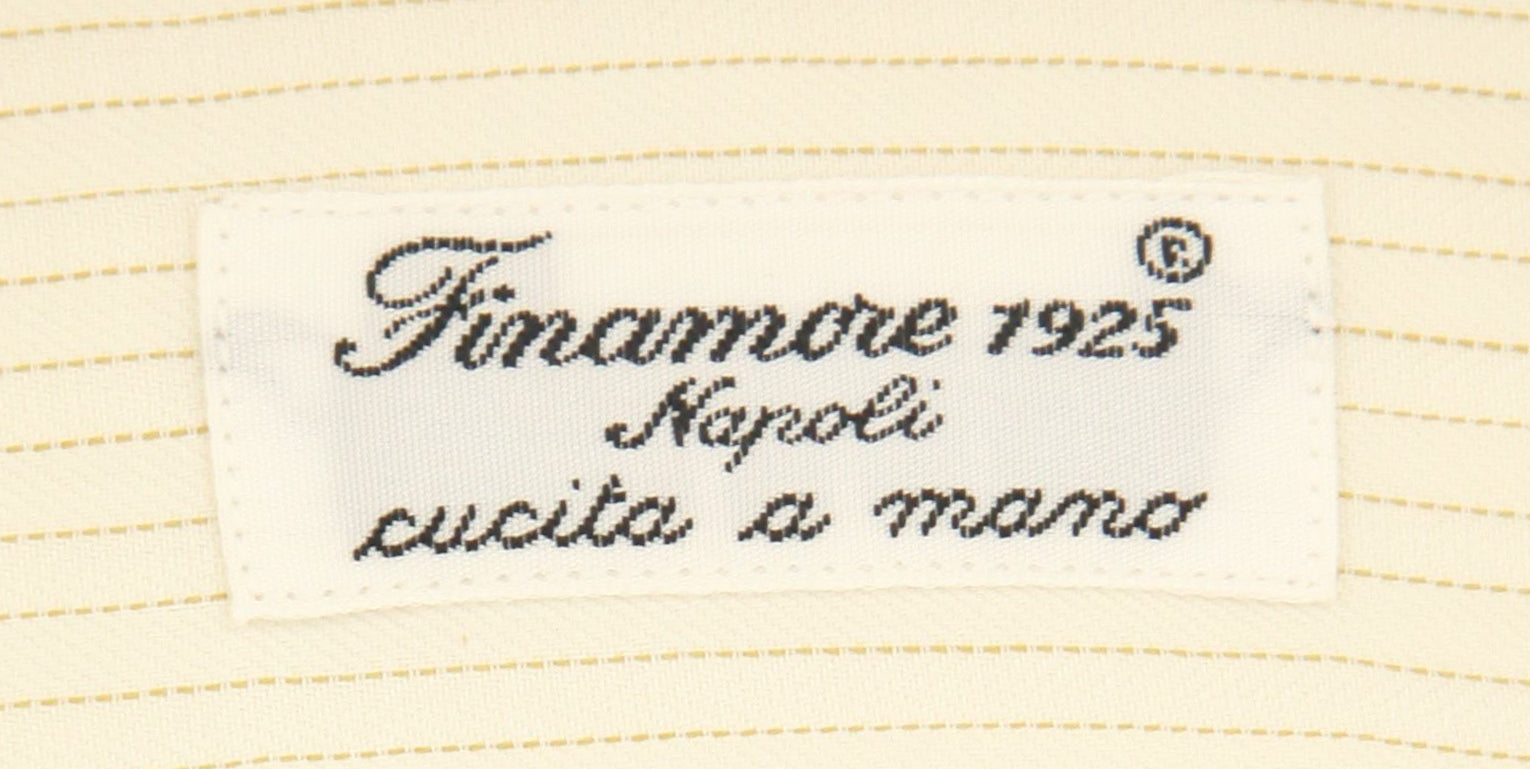 Finamore 1925®
Napoli
cucita a mano